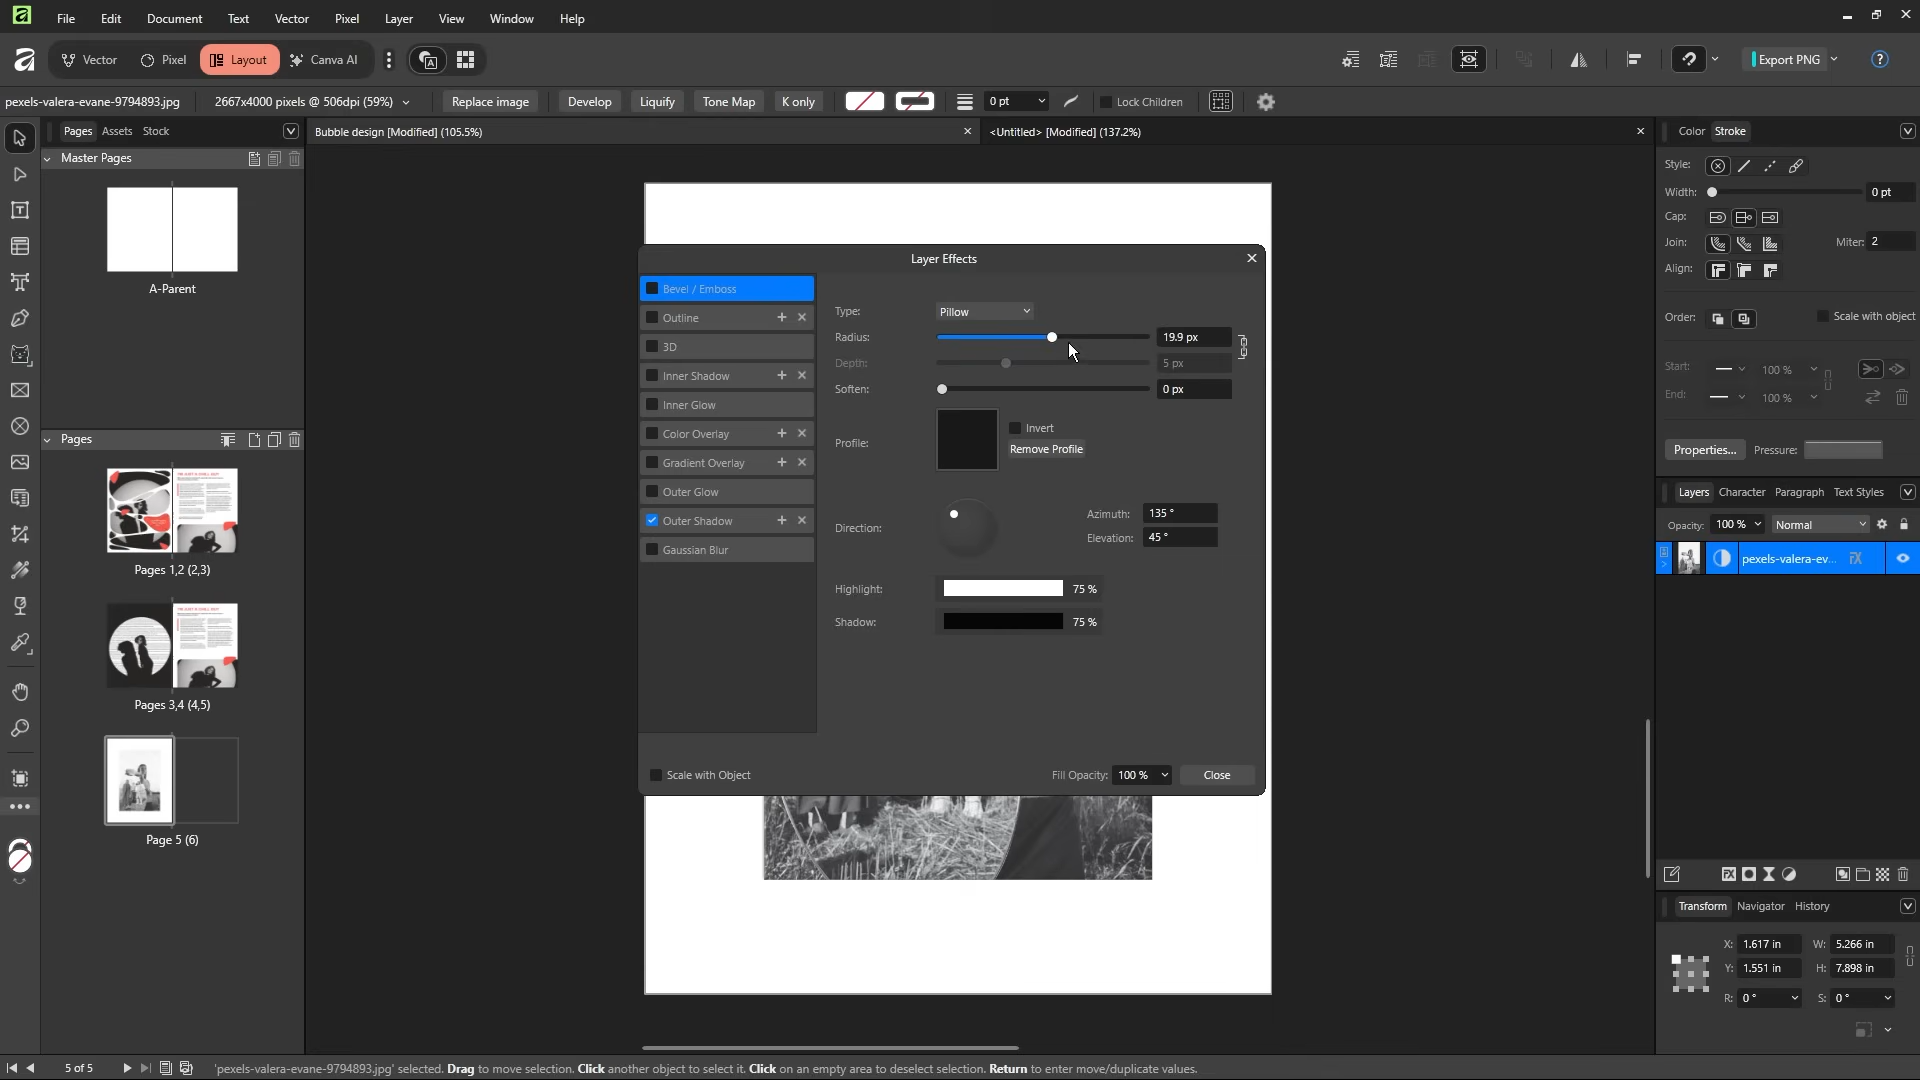 File Edit Document Text Vector Pixel Layer View Window Help
Vector Pixel Layout Canva AI Export PNG
pexels-valera-evane-9794893.jpg 2667x4000 pixels @ 506dpi (59%) Replace image Develop Liquify Tone Map K only 0 pt Lock Children
Pages Assets Stock
Bubble design [Modified] (105.5%)
<Untitled> [Modified] (137.2%)
Master Pages
A-Parent
Pages
Pages 1,2 (2,3)
Pages 3,4 (4,5)
Page 5 (6)
Layer Effects
Bevel / Emboss
Outline
3D
Inner Shadow
Inner Glow
Color Overlay
Gradient Overlay
Outer Glow
Outer Shadow
Gaussian Blur
Type: Pillow
Radius: 19.9 px
Depth: 5 px
Soften: 0 px
Profile: Invert
Remove Profile
Direction:
Azimuth: 135 °
Elevation: 45 °
Highlight: 75 %
Shadow: 75 %
Scale with Object
Fill Opacity: 100 % Close
Color Stroke
Style:
Width: 0 pt
Cap:
Join: Miter: 2
Align:
Order: Scale with object
Start: 100 %
End: 100 %
Properties... Pressure:
Layers Character Paragraph Text Styles
Opacity: 100 % Normal
pexels-valera-ev... FX
FX
Transform Navigator History
X: 1.617 in W: 5.266 in
Y: 1.551 in H: 7.898 in
R: 0 ° S: 0 °
5 of 5 'pexels-valera-evane-9794893.jpg' selected. Drag to move selection. Click another object to select it. Click on an empty area to deselect selection. Return to enter move/duplicate values.